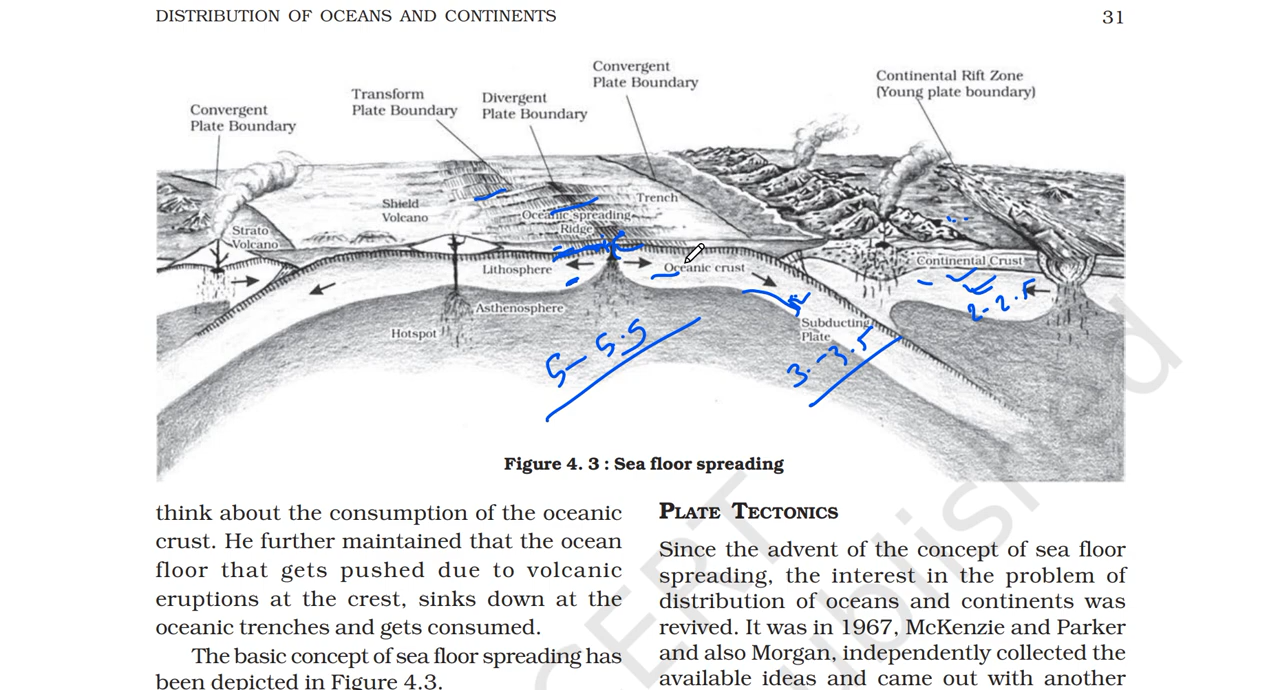 DISTRIBUTION OF OCEANS AND CONTINENTS
31
Convergent
Plate Boundary
Transform
Plate Boundary
Divergent
Plate Boundary
Convergent
Plate Boundary
Continental Rift Zone
(Young plate boundary)
Strato
Volcano
Shield
Volcano
Oceanic spreading
Ridge
Trench
Lithosphere
Oceanic crust
Continental Crust
Asthenosphere
Hotspot
Subducting
Plate
5-5.5
3.-3.5
Figure 4. 3 : Sea floor spreading
think about the consumption of the oceanic
crust. He further maintained that the ocean
floor that gets pushed due to volcanic
eruptions at the crest, sinks down at the
oceanic trenches and gets consumed.
The basic concept of sea floor spreading has
been depicted in Figure 4.3.
PLATE TECTONICS
Since the advent of the concept of sea floor
spreading, the interest in the problem of
distribution of oceans and continents was
revived. It was in 1967, McKenzie and Parker
and also Morgan, independently collected the
available ideas and came out with another